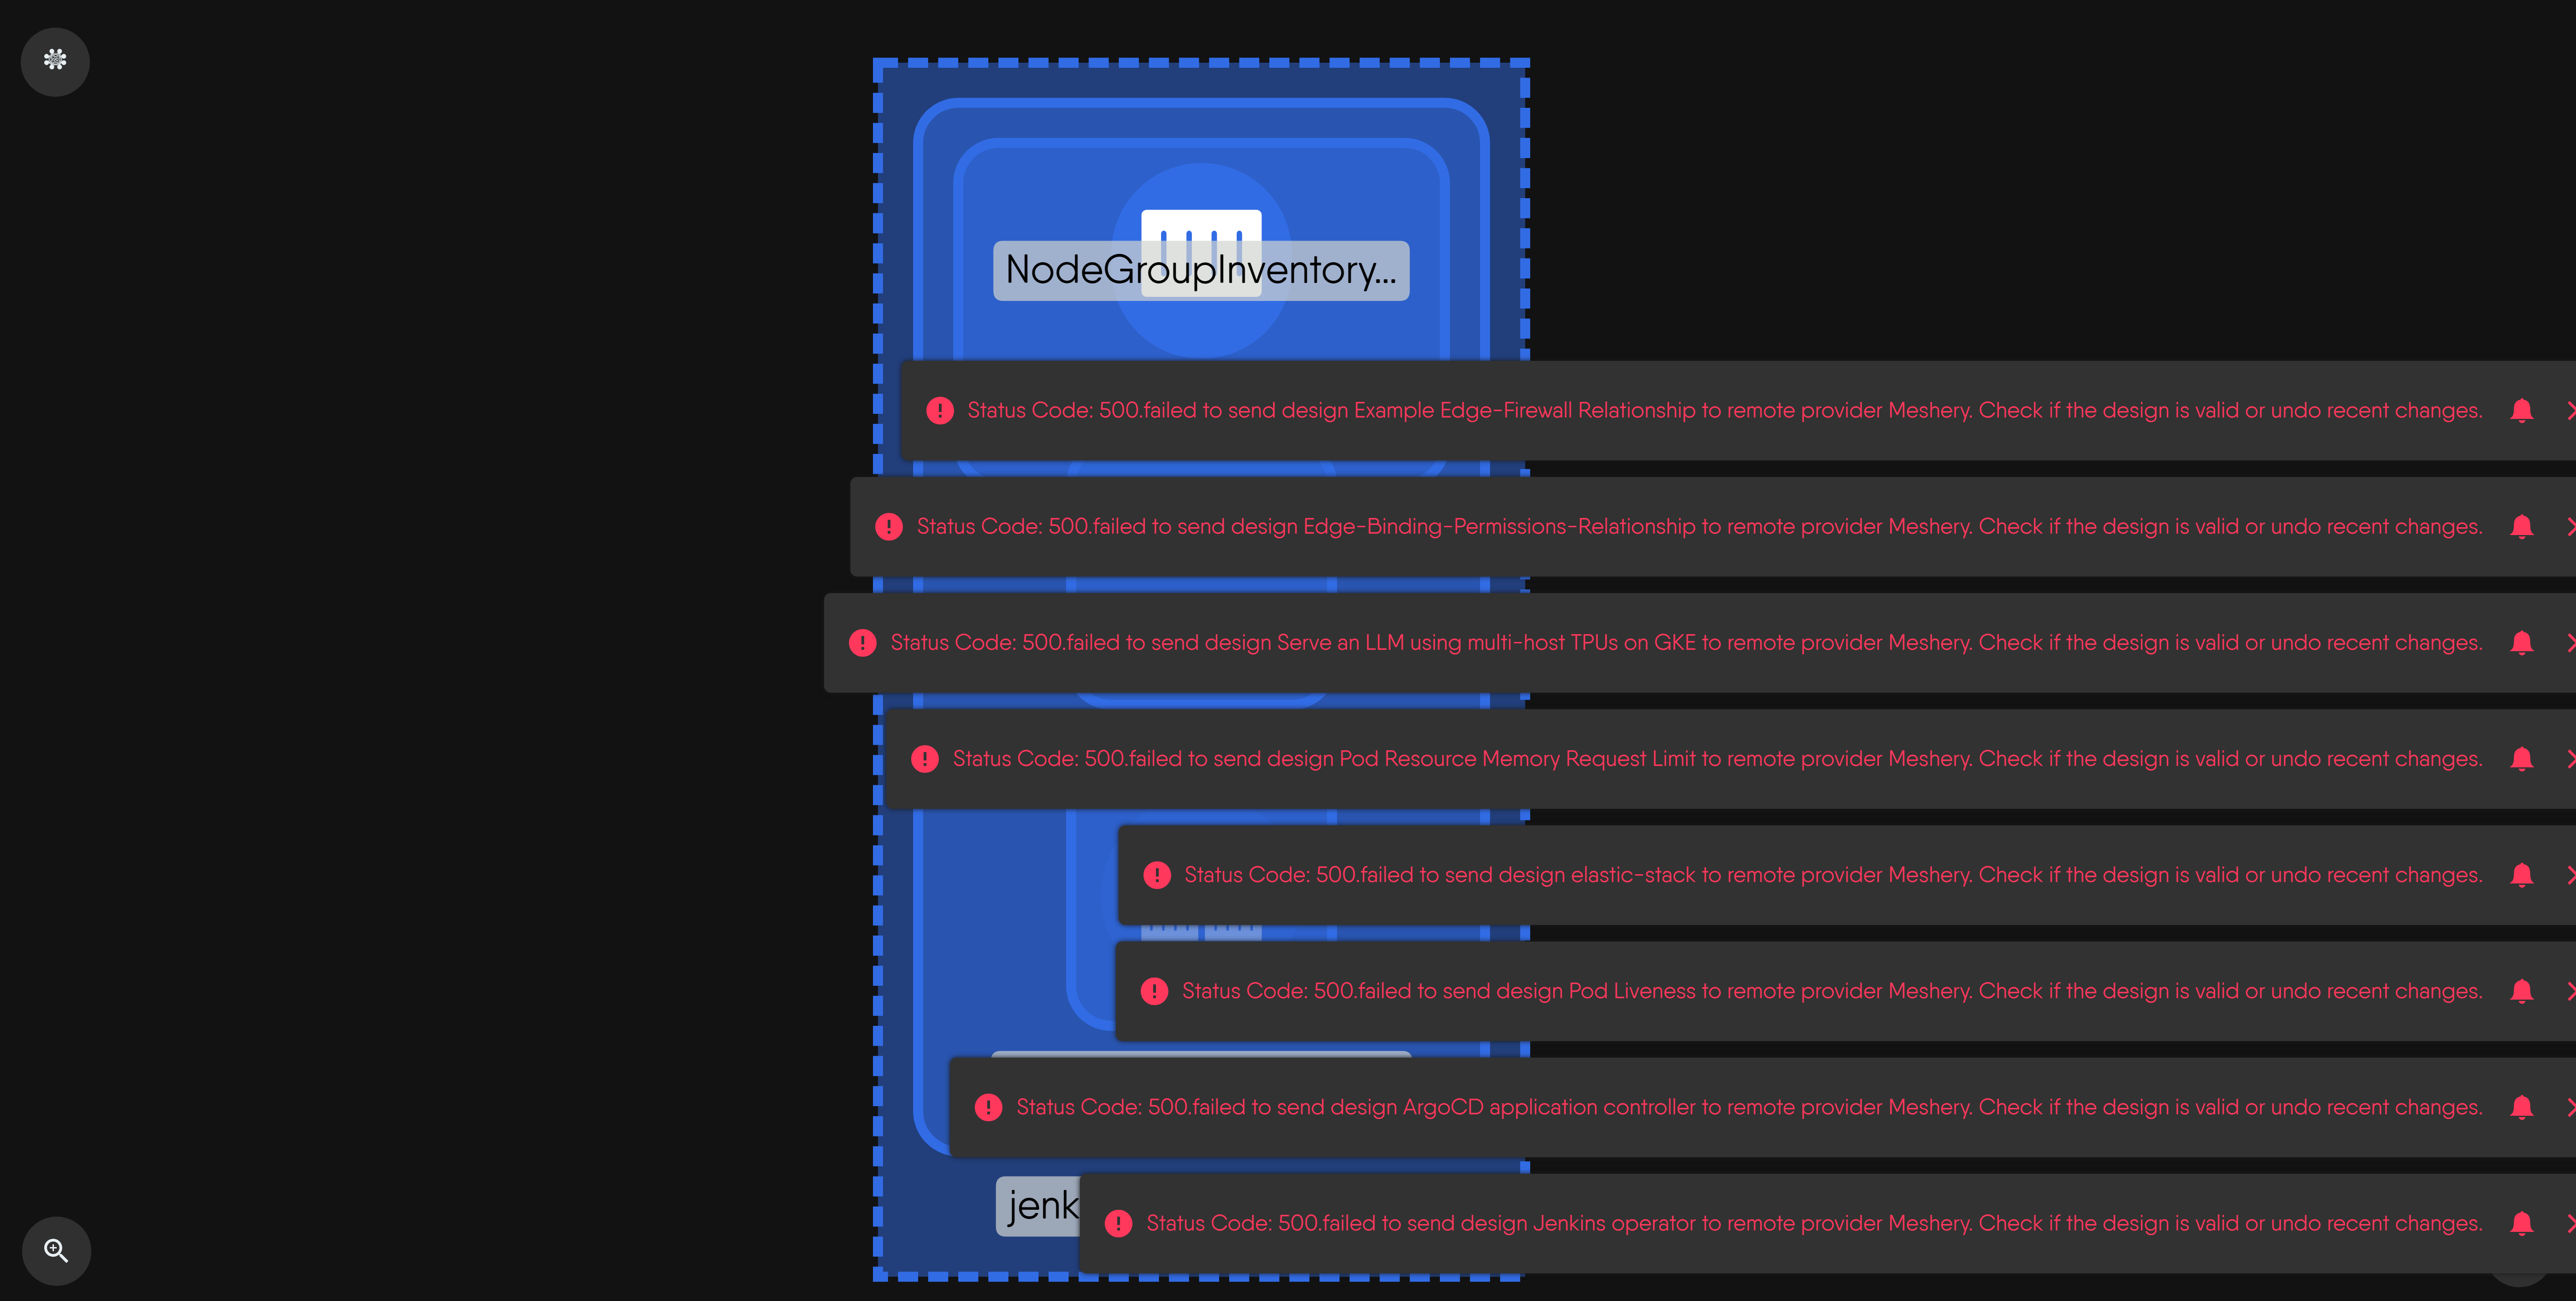 NodeGroupInventory...
Status Code: 500.failed to send design Example Edge-Firewall Relationship to remote provider Meshery. Check if the design is valid or undo recent changes.
Status Code: 500.failed to send design Edge-Binding-Permissions-Relationship to remote provider Meshery. Check if the design is valid or undo recent changes.
Status Code: 500.failed to send design Serve an LLM using multi-host TPUs on GKE to remote provider Meshery. Check if the design is valid or undo recent changes.
Status Code: 500.failed to send design Pod Resource Memory Request Limit to remote provider Meshery. Check if the design is valid or undo recent changes.
Status Code: 500.failed to send design elastic-stack to remote provider Meshery. Check if the design is valid or undo recent changes.
Status Code: 500.failed to send design Pod Liveness to remote provider Meshery. Check if the design is valid or undo recent changes.
Status Code: 500.failed to send design ArgoCD application controller to remote provider Meshery. Check if the design is valid or undo recent changes.
jenk
Status Code: 500.failed to send design Jenkins operator to remote provider Meshery. Check if the design is valid or undo recent changes.